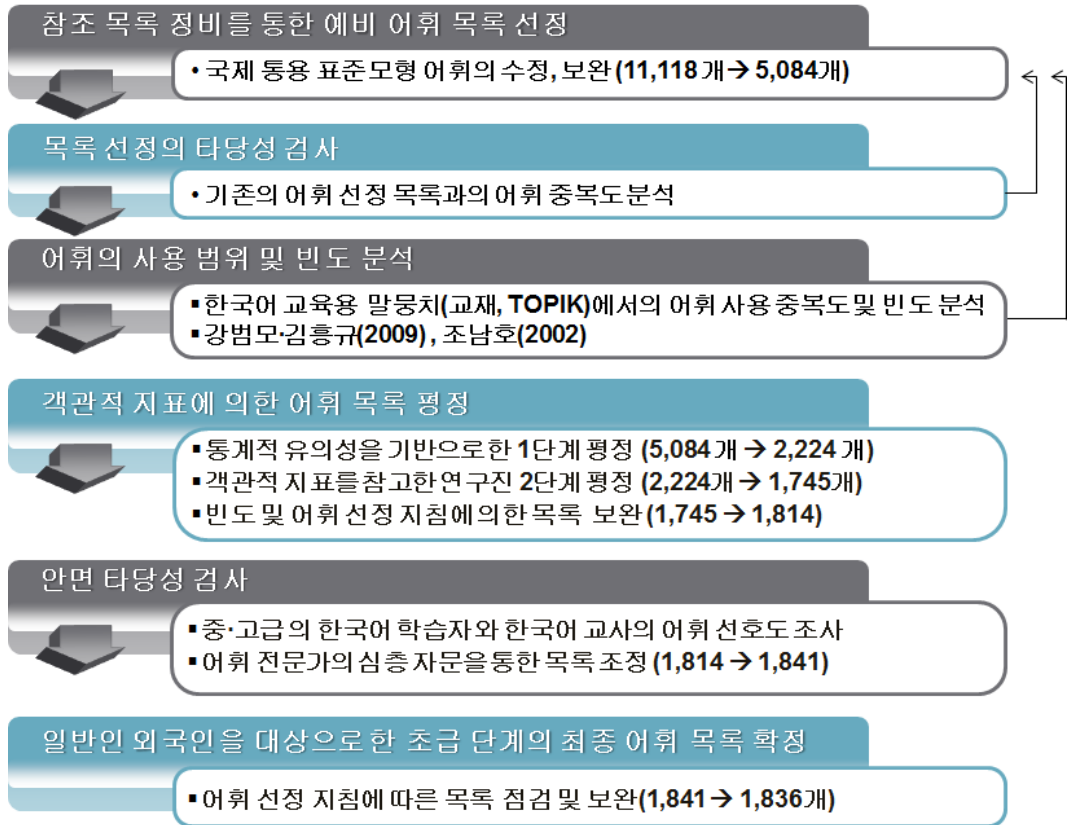 참조 목록 정비를 통한 예비 어휘 목록 선정
• 국제 통용 표준모형 어휘의 수정, 보완 (11,118개→ 5,084개)
목록 선정의 타당성 검사
• 기존의 어휘 선정 목록과의 어휘 중복도 분석
어휘의 사용 범위 및 빈도 분석
▪한국어 교육용 말뭉치(교재, TOPIK)에서의 어휘 사용 중복도 및 빈도 분석
▪강범모·김흥규(2009) , 조남호(2002)
객관적 지표에 의한 어휘 목록 평정
▪통계적 유의성을 기반으로한 1단계 평정 (5,084개 → 2,224 개)
▪객관적 지표를 참고한 연구진 2단계 평정 (2,224개→ 1,745개)
▪빈도 및 어휘 선정 지침에 의한 목록 보완 (1,745 → 1,814)
안면 타당성 검사
▪중·고급의 한국어 학습자와 한국어 교사의 어휘 선호도 조사
▪어휘 전문가의 심층 자문을 통한 목록 조정 (1,814 → 1,841)
일반인 외국인을 대상으로 한 초급 단계의 최종 어휘 목록 확정
▪어휘 선정 지침에 따른 목록 점검 및 보완(1,841 → 1,836개)